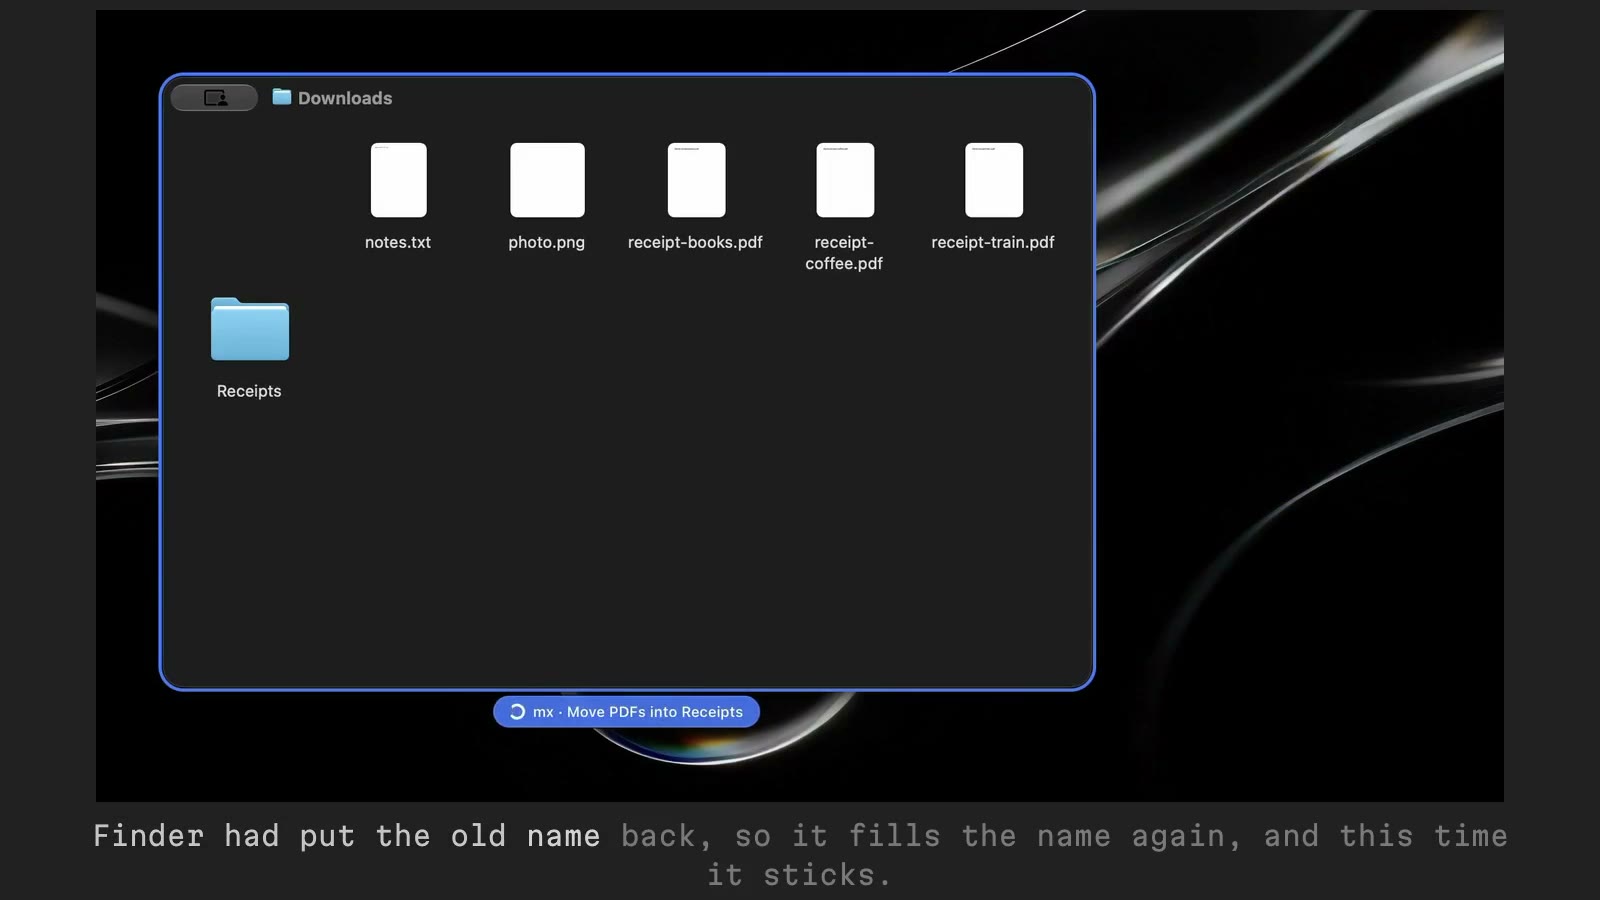 Downloads
notes.txt
photo.png
receipt-books.pdf
receipt-
coffee.pdf
receipt-train.pdf
Receipts
mx · Move PDFs into Receipts
Finder had put the old name back, so it fills the name again, and this time
it sticks.